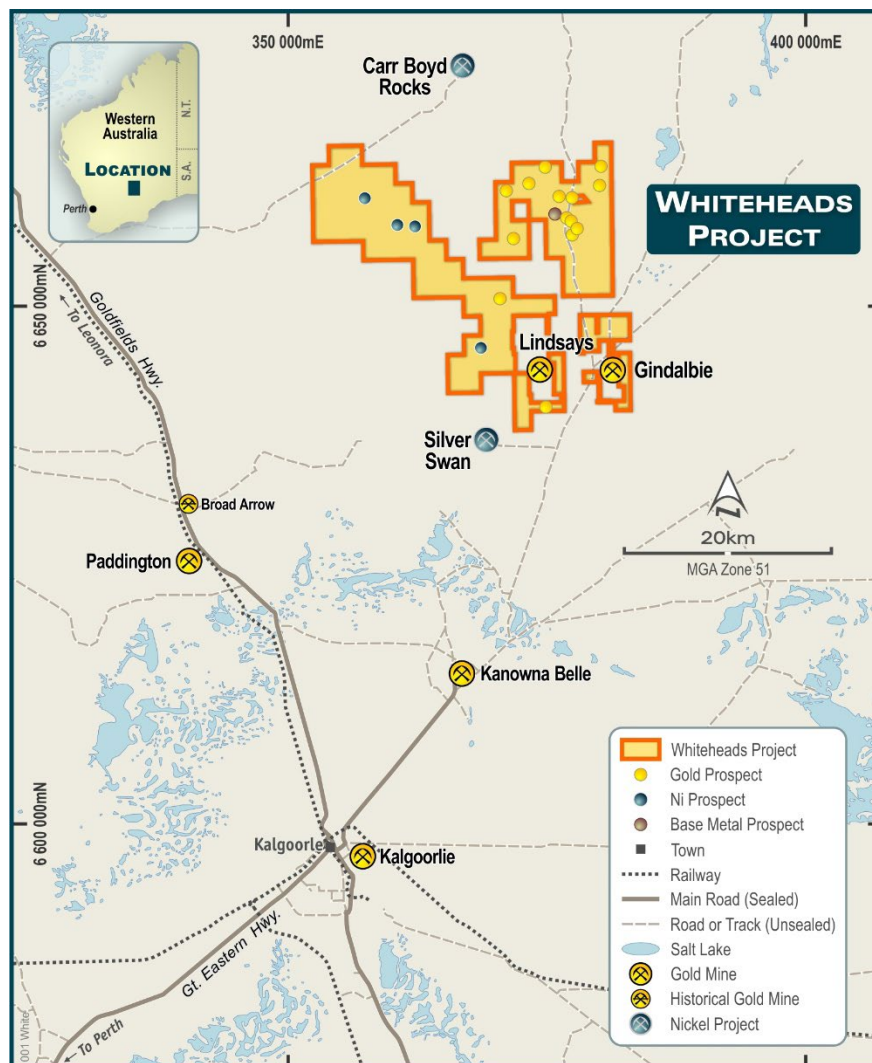 350 000mE
400 000mE
Carr Boyd
Rocks
Western
Australia
LOCATION
N.T.
S.A.
Perth
WHITEHEADS
PROJECT
6 650 000mN
Goldfields Hwy.
To Leonora
Lindsays
Gindalbie
Silver
Swan
Broad Arrow
Paddington
20km
MGA Zone 51
Kanowna Belle
6 600 000mN
Kalgoorle
Kalgoorlie
Gt. Eastern Hwy.
To Perth
001 White
Whiteheads Project
Gold Prospect
Ni Prospect
Base Metal Prospect
Town
Railway
Main Road (Sealed)
Road or Track (Unsealed)
Salt Lake
Gold Mine
Historical Gold Mine
Nickel Project